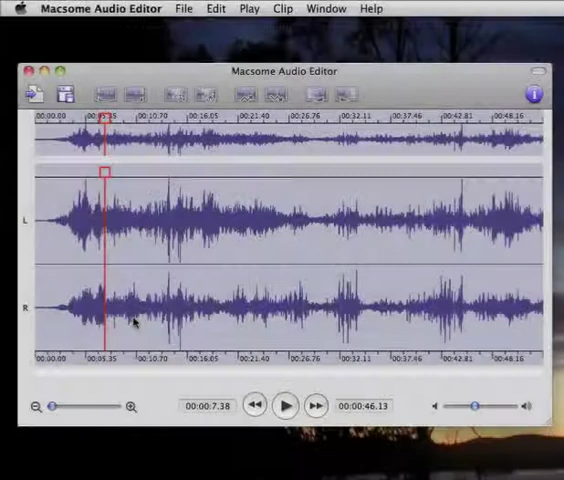 Macsome Audio Editor File Edit Play Clip Window Help
Macsome Audio Editor
00:00.00 00:05.35 00:10.70 00:16.05 00:21.40 00:26.76 00:32.11 00:37.46 00:42.81 00:48.16
L
R
00:00.00 00:05.35 00:10.70 00:16.05 00:21.40 00:26.76 00:32.11 00:37.46 00:42.81 00:48.16
00:00:7.38 00:00:46.13